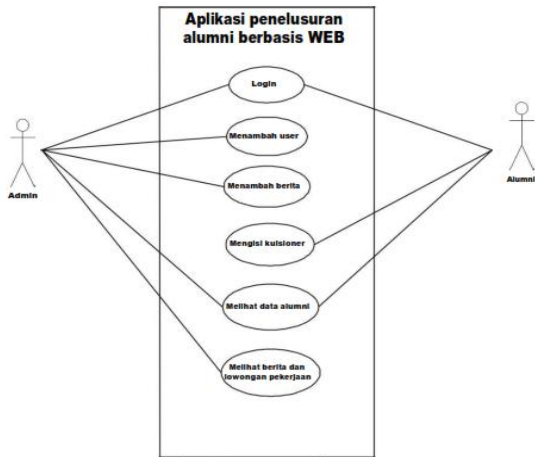 Aplikasi penelusuran
alumni berbasis WEB
Login
Menambah user
Menambah berita
Mengisi kuisioner
Melihat data alumni
Melihat berita dan
lowongan pekerjaan
Admin
Alumni